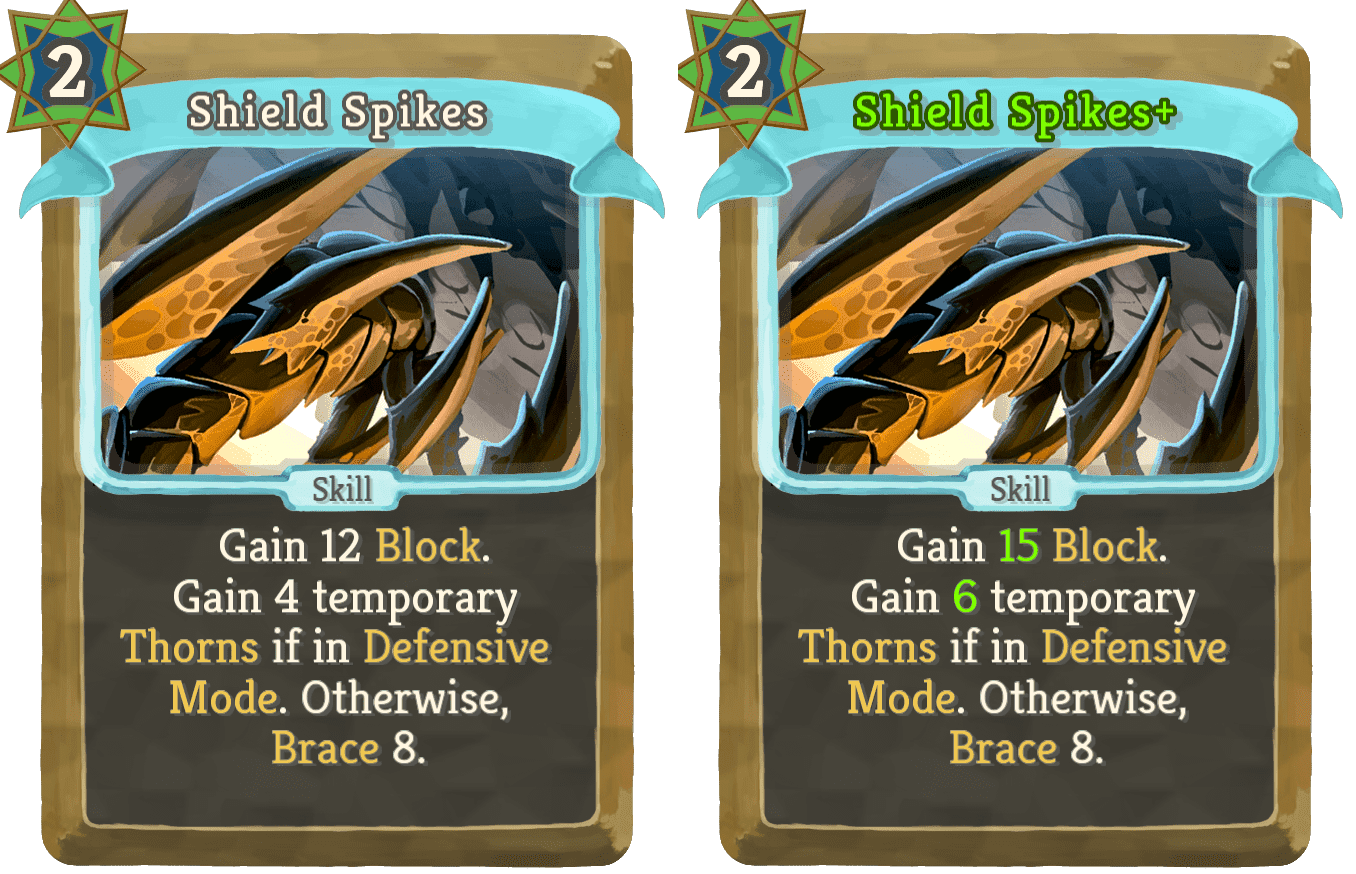 2
Shield Spikes
Skill
Gain 12 Block.
Gain 4 temporary
Thorns if in Defensive
Mode. Otherwise,
Brace 8.
2
Shield Spikes+
Skill
Gain 15 Block.
Gain 6 temporary
Thorns if in Defensive
Mode. Otherwise,
Brace 8.